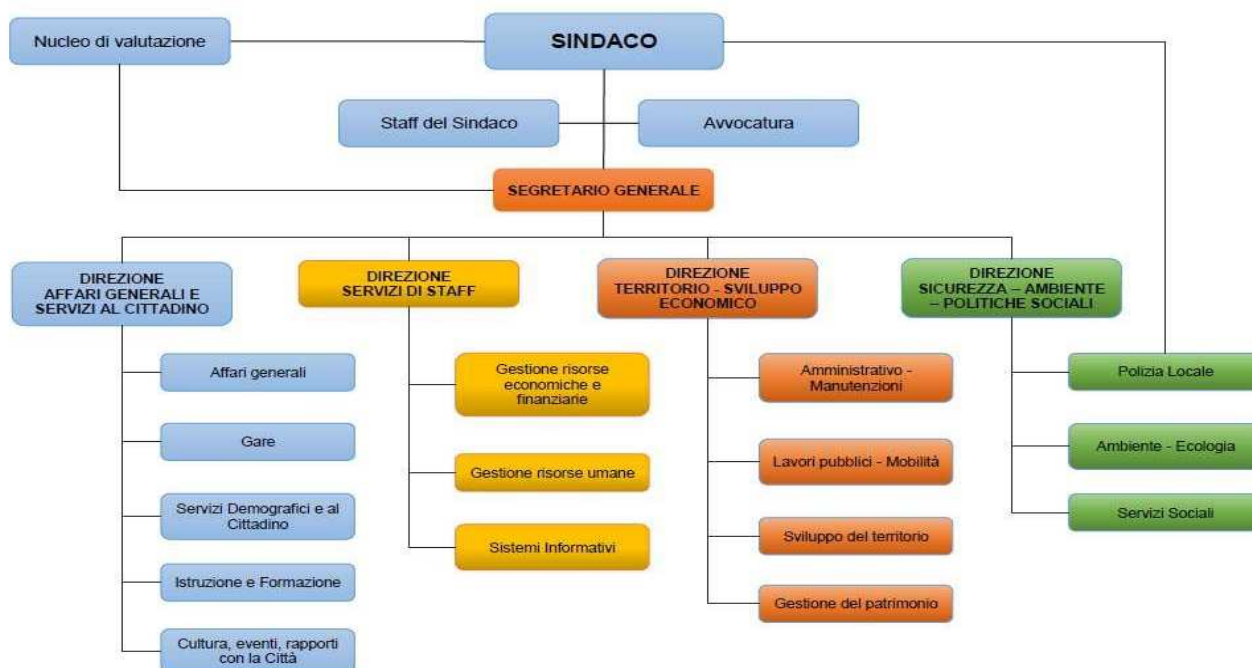 Nucleo di valutazione
SINDACO
Staff del Sindaco
Avvocatura
SEGRETARIO GENERALE
DIREZIONE
AFFARI GENERALI E
SERVIZI AL CITTADINO
Affari generali
Gare
Servizi Demografici e al
Cittadino
Istruzione e Formazione
Cultura, eventi, rapporti
con la Città
DIREZIONE
SERVIZI DI STAFF
Gestione risorse
economiche e
finanziarie
Gestione risorse umane
Sistemi Informativi
DIREZIONE
TERRITORIO - SVILUPPO
ECONOMICO
Amministrativo -
Manutenzioni
Lavori pubblici - Mobilità
Sviluppo del territorio
Gestione del patrimonio
DIREZIONE
SICUREZZA – AMBIENTE
– POLITICHE SOCIALI
Polizia Locale
Ambiente - Ecologia
Servizi Sociali